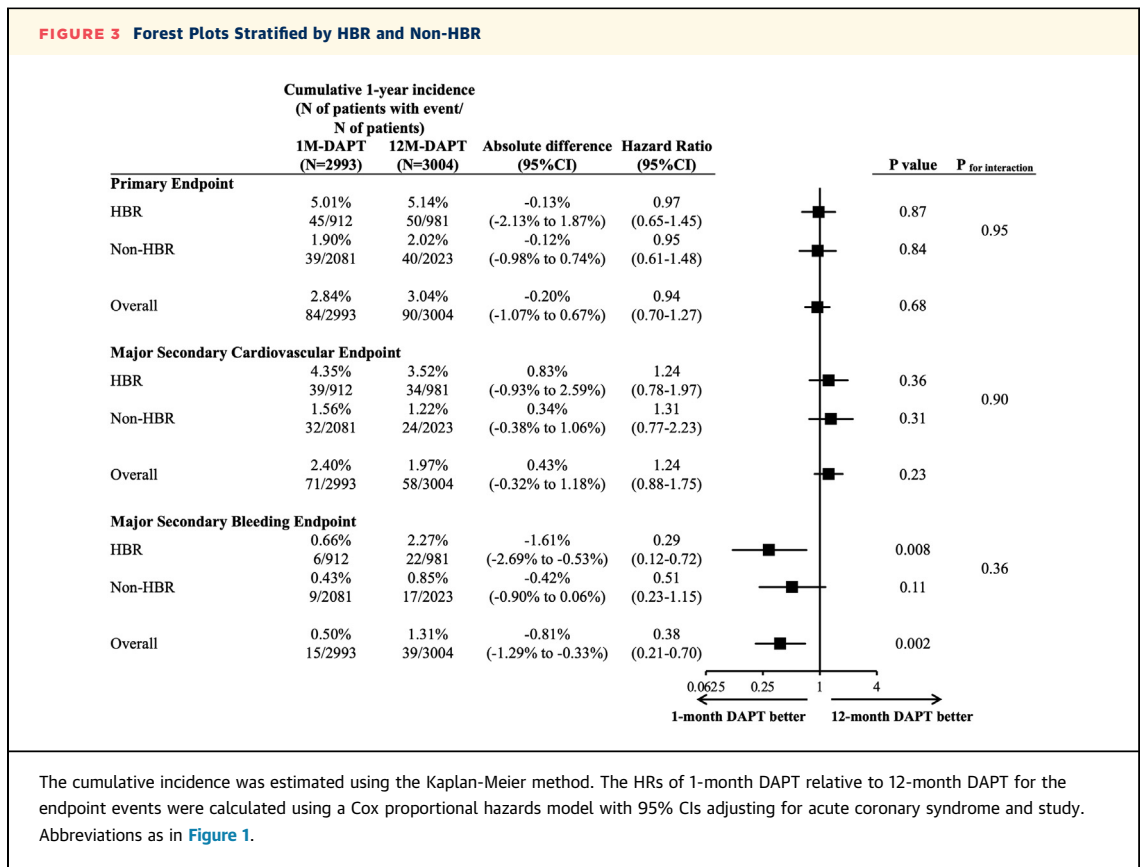 FIGURE 3 Forest Plots Stratified by HBR and Non-HBR
Cumulative 1-year incidence
(N of patients with event/
N of patients)
1M-DAPT 12M-DAPT Absolute difference Hazard Ratio
(N=2993) (N=3004) (95%CI) (95%CI) P value P for interaction
Primary Endpoint
HBR 5.01% 5.14% -0.13% 0.97 0.87
45/912 50/981 (-2.13% to 1.87%) (0.65-1.45)
0.95
Non-HBR 1.90% 2.02% -0.12% 0.95 0.84
39/2081 40/2023 (-0.98% to 0.74%) (0.61-1.48)
Overall 2.84% 3.04% -0.20% 0.94 0.68
84/2993 90/3004 (-1.07% to 0.67%) (0.70-1.27)
Major Secondary Cardiovascular Endpoint
HBR 4.35% 3.52% 0.83% 1.24 0.36
39/912 34/981 (-0.93% to 2.59%) (0.78-1.97)
0.90
Non-HBR 1.56% 1.22% 0.34% 1.31 0.31
32/2081 24/2023 (-0.38% to 1.06%) (0.77-2.23)
Overall 2.40% 1.97% 0.43% 1.24 0.23
71/2993 58/3004 (-0.32% to 1.18%) (0.88-1.75)
Major Secondary Bleeding Endpoint
HBR 0.66% 2.27% -1.61% 0.29 0.008
6/912 22/981 (-2.69% to -0.53%) (0.12-0.72)
0.36
Non-HBR 0.43% 0.85% -0.42% 0.51 0.11
9/2081 17/2023 (-0.90% to 0.06%) (0.23-1.15)
Overall 0.50% 1.31% -0.81% 0.38 0.002
15/2993 39/3004 (-1.29% to -0.33%) (0.21-0.70)
0.0625 0.25 1 4
1-month DAPT better 12-month DAPT better
The cumulative incidence was estimated using the Kaplan-Meier method. The HRs of 1-month DAPT relative to 12-month DAPT for the
endpoint events were calculated using a Cox proportional hazards model with 95% CIs adjusting for acute coronary syndrome and study.
Abbreviations as in Figure 1.